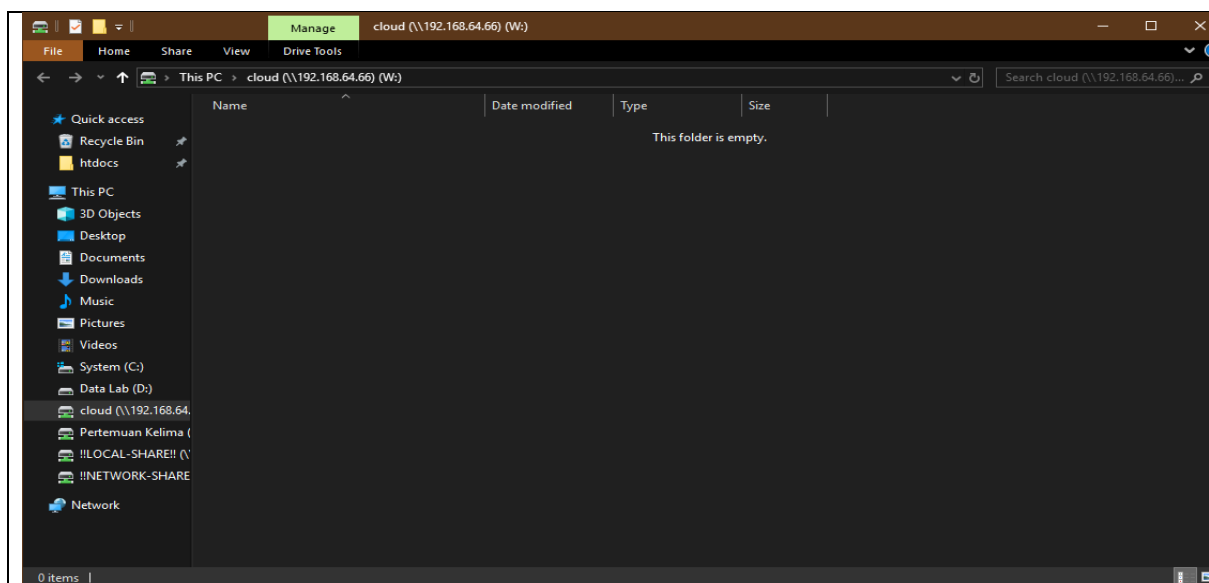 Manage cloud (\\192.168.64.66) (W:)
File Home Share View Drive Tools
This PC > cloud (\\192.168.64.66) (W:) Search cloud (\\192.168.64.66)...
Name Date modified Type Size
This folder is empty.
Quick access
Recycle Bin
htdocs
This PC
3D Objects
Desktop
Documents
Downloads
Music
Pictures
Videos
System (C:)
Data Lab (D:)
cloud (\\192.168.64.
Pertemuan Kelima (
!!LOCAL-SHARE!! (\
!!NETWORK-SHARE
Network
0 items